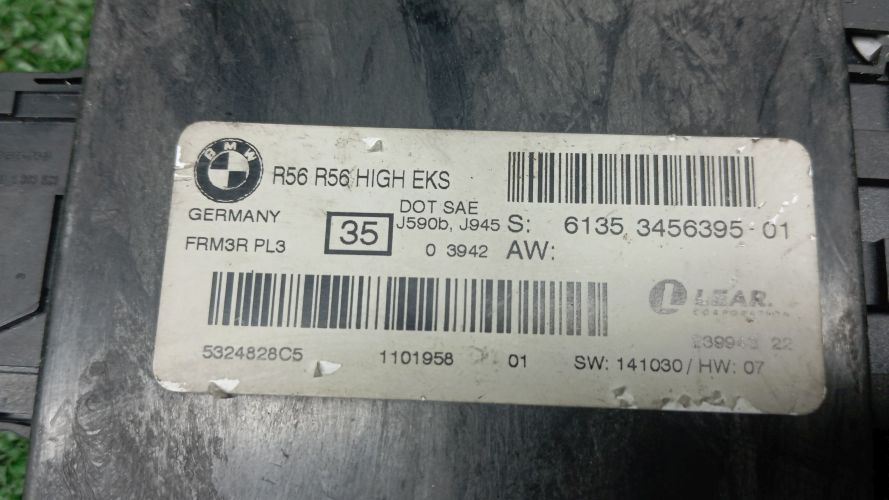 BMW
R56 R56 HIGH EKS
GERMANY
35
DOT SAE
J590b, J945
S: 6135 3456395-01
FRM3R PL3
0 3942
AW:
LEAR.
CORPORATION
5324828C5
1101958
01
22
SW: 141030/HW: 07